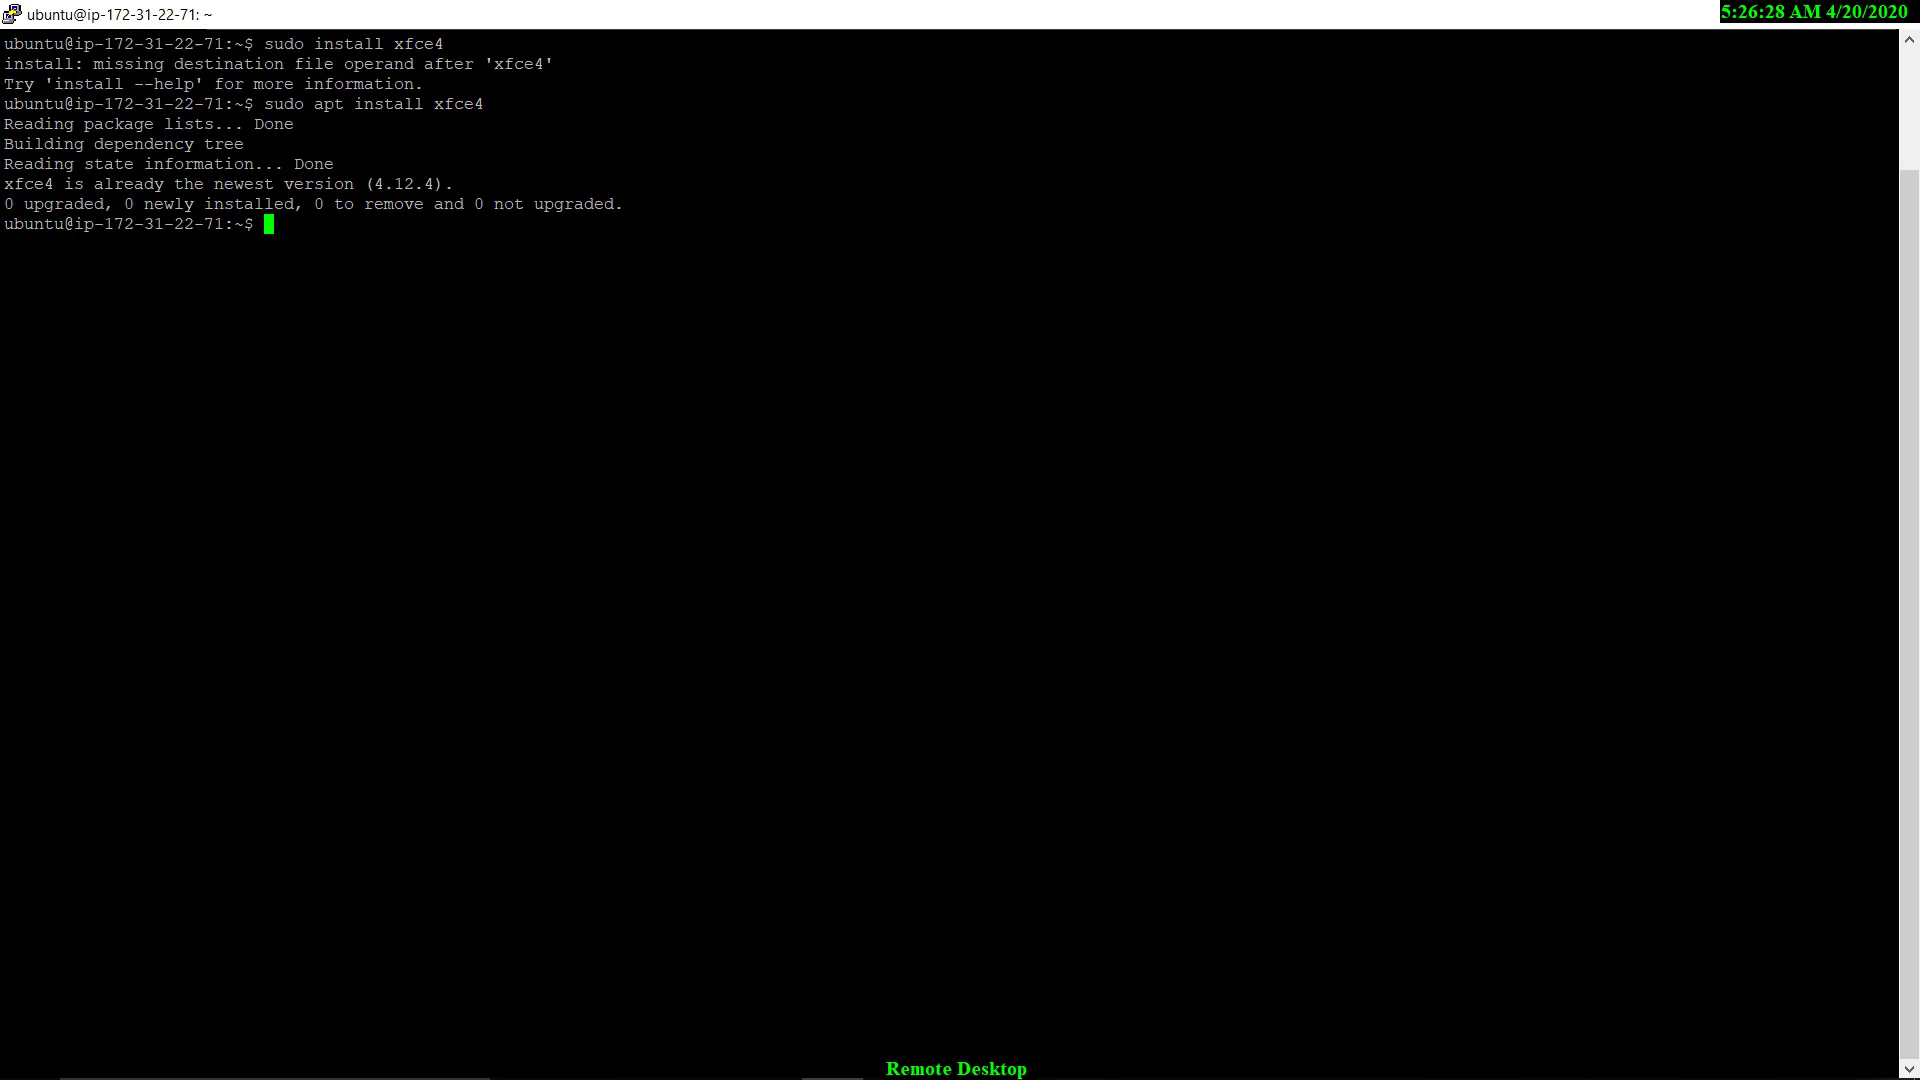 ubuntu@ip-172-31-22-71: ~
5:26:28 AM 4/20/2020
ubuntu@ip-172-31-22-71:~$ sudo install xfce4
install: missing destination file operand after 'xfce4'
Try 'install --help' for more information.
ubuntu@ip-172-31-22-71:~$ sudo apt install xfce4
Reading package lists... Done
Building dependency tree
Reading state information... Done
xfce4 is already the newest version (4.12.4).
0 upgraded, 0 newly installed, 0 to remove and 0 not upgraded.
ubuntu@ip-172-31-22-71:~$
Remote Desktop